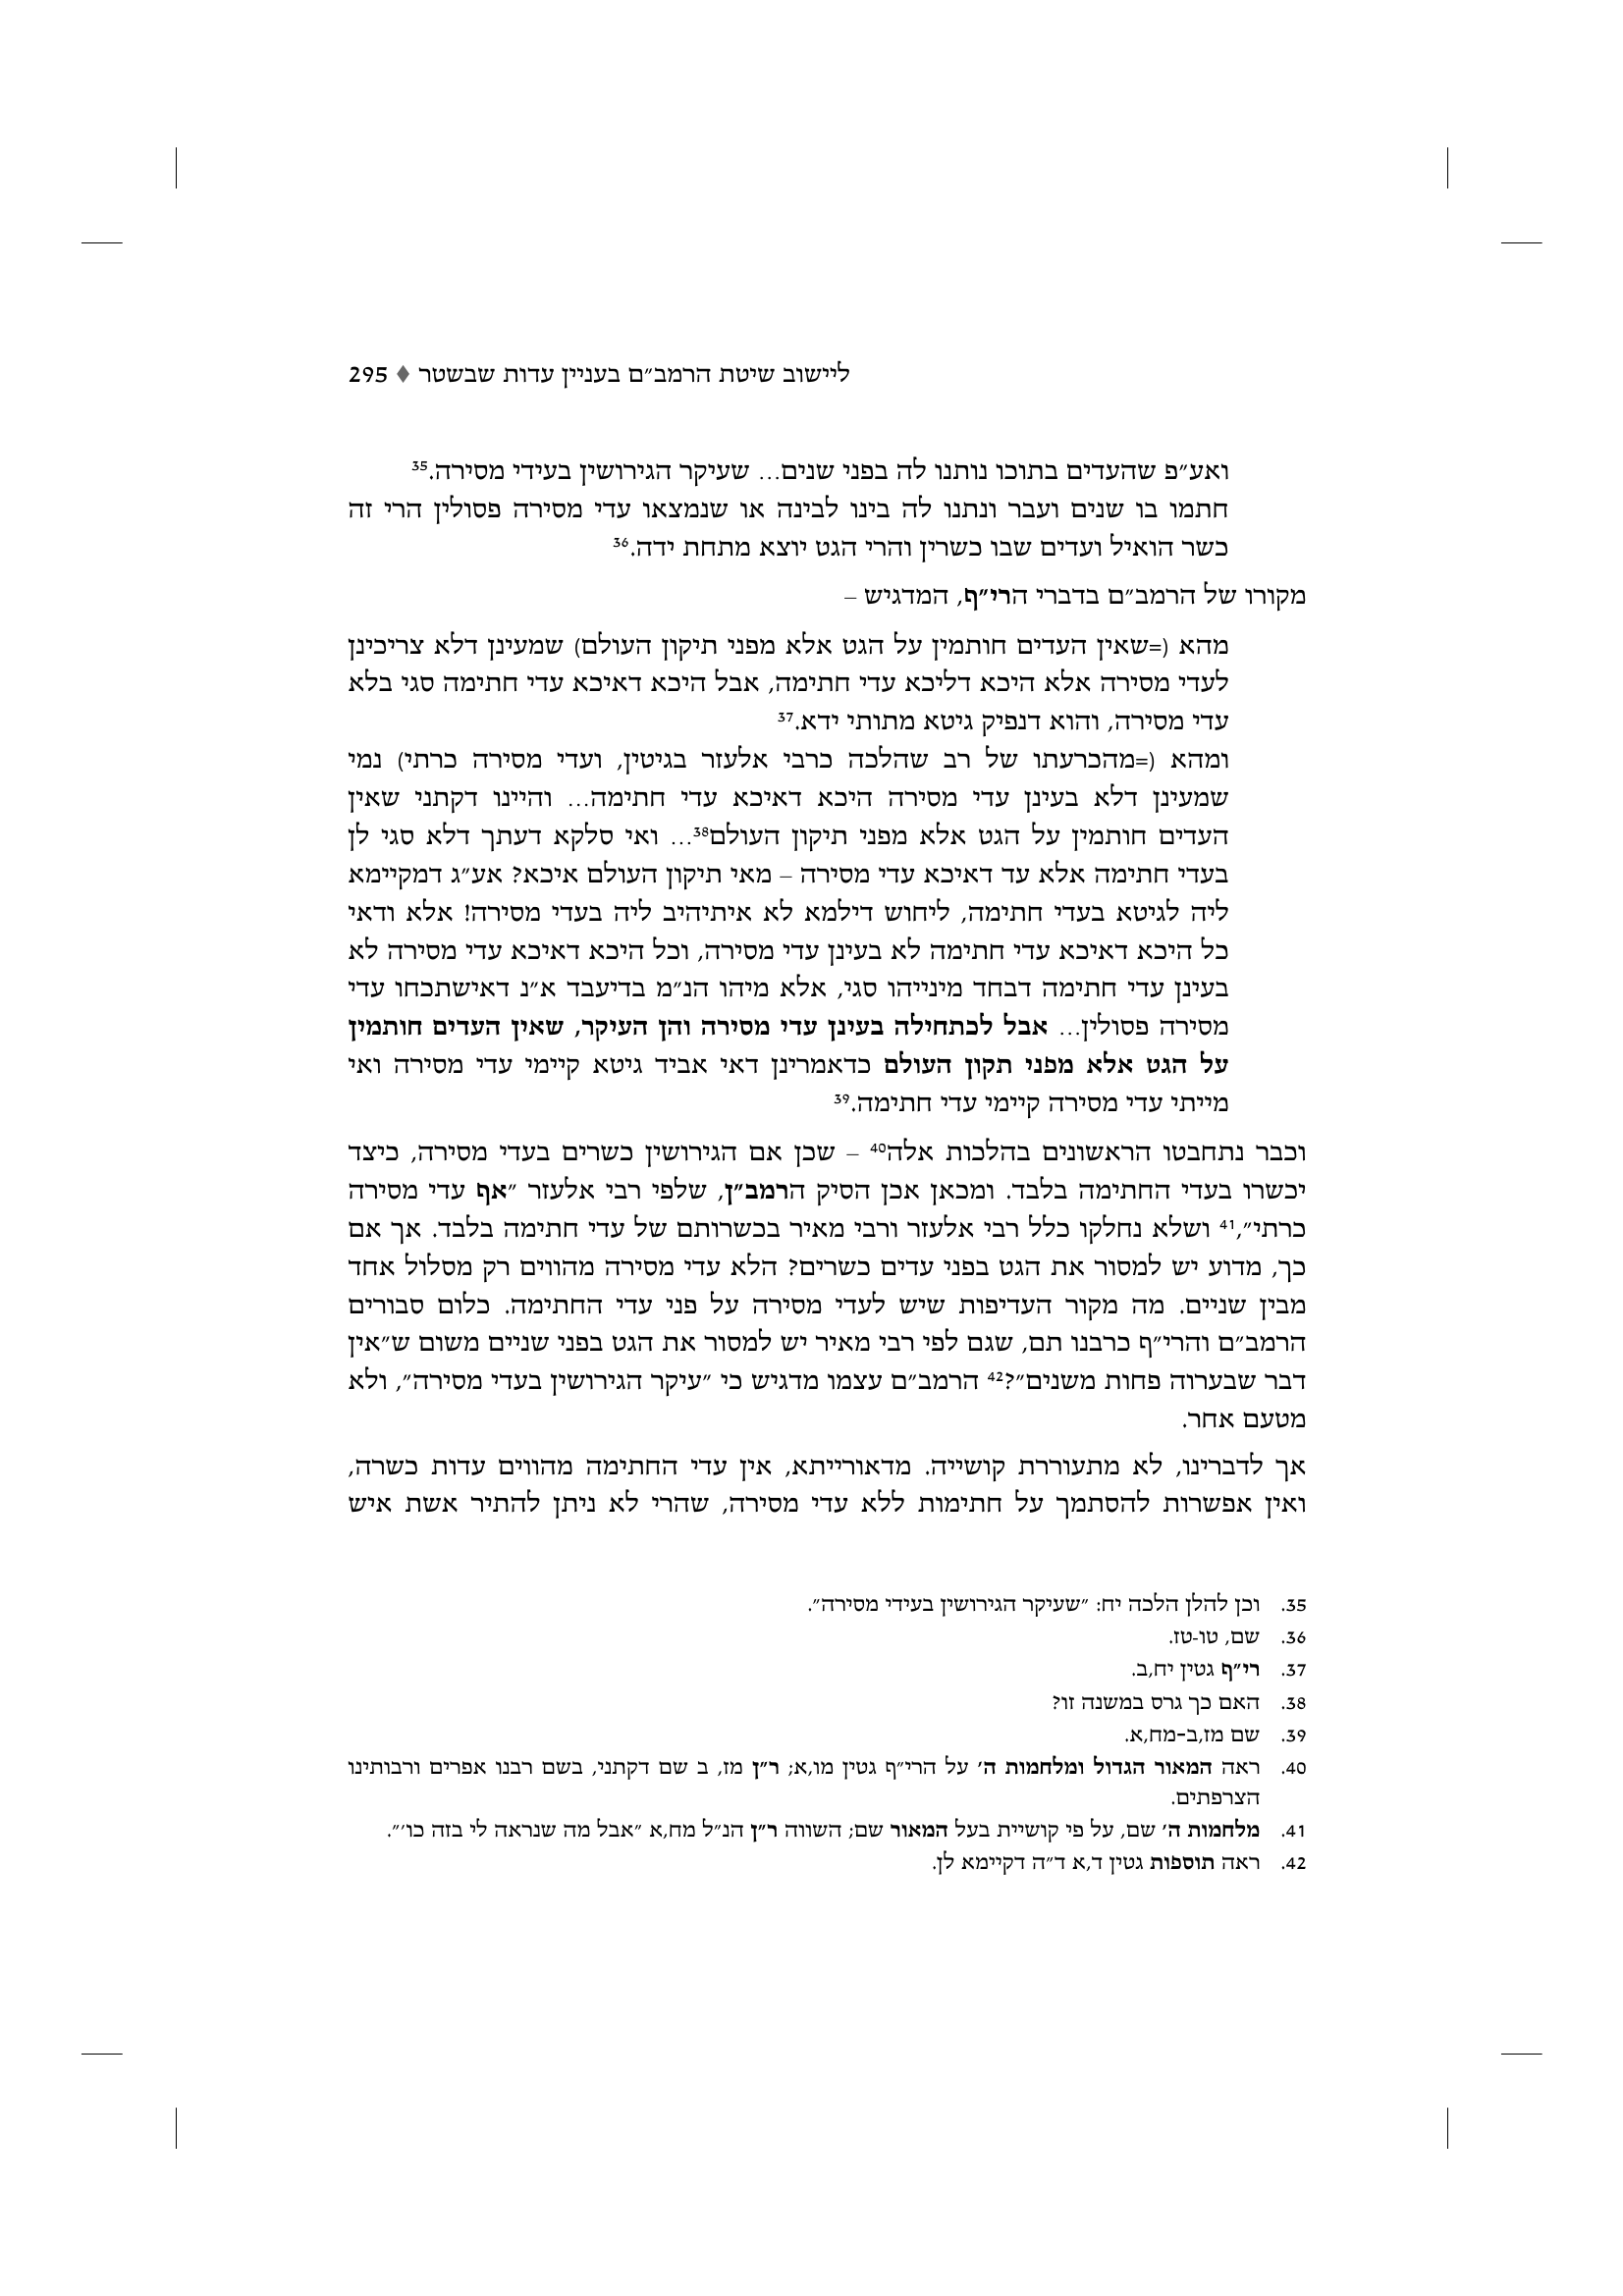 ליישוב שיטת הרמב״ם בעניין עדות שבשטר ♦ 295
ואע״פ שהעדים בתוכו נותנו לה בפני שנים... שעיקר הגירושין בעידי מסירה.35
חתמו בו שנים ועבר ונתנו לה בינו לבינה או שנמצאו עדי מסירה פסולין הרי זה
כשר הואיל ועדים שבו כשרין והרי הגט יוצא מתחת ידה.36
מקורו של הרמב״ם בדברי הרי״ף, המדגיש –
מהא (=שאין העדים חותמין על הגט אלא מפני תיקון העולם) שמעינן דלא צריכינן
לעדי מסירה אלא היכא דליכא עדי חתימה, אבל היכא דאיכא עדי חתימה סגי בלא
עדי מסירה, והוא דנפיק גיטא מתותי ידא.37
ומהא (=מהכרעתו של רב שהלכה כרבי אלעזר בגיטין, ועדי מסירה כרתי) נמי
שמעינן דלא בעינן עדי מסירה היכא דאיכא עדי חתימה... והיינו דקתני שאין
העדים חותמין על הגט אלא מפני תיקון העולם38... ואי סלקא דעתך דלא סגי לן
בעדי חתימה אלא עד דאיכא עדי מסירה – מאי תיקון העולם איכא? אע״ג דמקיימא
ליה לגיטא בעדי חתימה, ליחוש דילמא לא איתיהיב ליה בעדי מסירה! אלא ודאי
כל היכא דאיכא עדי חתימה לא בעינן עדי מסירה, וכל היכא דאיכא עדי מסירה לא
בעינן עדי חתימה דבחד מינייהו סגי, אלא מיהו הנ״מ בדיעבד א״נ דאישתכחו עדי
מסירה פסולין... אבל לכתחילה בעינן עדי מסירה והן העיקר, שאין העדים חותמין
על הגט אלא מפני תקון העולם כדאמרינן דאי אביד גיטא קיימי עדי מסירה ואי
מייתי עדי מסירה קיימי עדי חתימה.39
וכבר נתחבטו הראשונים בהלכות אלה40 – שכן אם הגירושין כשרים בעדי מסירה, כיצד
יכשרו בעדי החתימה בלבד. ומכאן אכן הסיק הרמב״ן, שלפי רבי אלעזר ״אף עדי מסירה
כרתי״,41 ושלא נחלקו כלל רבי אלעזר ורבי מאיר בכשרותם של עדי חתימה בלבד. אך אם
כך, מדוע יש למסור את הגט בפני עדים כשרים? הלא עדי מסירה מהווים רק מסלול אחד
מבין שניים. מה מקור העדיפות שיש לעדי מסירה על פני עדי החתימה. כלום סבורים
הרמב״ם והרי״ף כרבנו תם, שגם לפי רבי מאיר יש למסור את הגט בפני שניים משום ש״אין
דבר שבערוה פחות משנים״?42 הרמב״ם עצמו מדגיש כי ״עיקר הגירושין בעדי מסירה״, ולא
מטעם אחר.
אך לדברינו, לא מתעוררת קושייה. מדאורייתא, אין עדי החתימה מהווים עדות כשרה,
ואין אפשרות להסתמך על חתימות ללא עדי מסירה, שהרי לא ניתן להתיר אשת איש
35. וכן להלן הלכה יח: ״שעיקר הגירושין בעידי מסירה״.
36. שם, טו-טז.
37. רי״ף גטין יח,ב.
38. האם כך גרס במשנה זו?
39. שם מז,ב–מח,א.
40. ראה המאור הגדול ומלחמות ה׳ על הרי״ף גטין מו,א; ר״ן מז, ב שם דקתני, בשם רבנו אפרים ורבותינו
הצרפתים.
41. מלחמות ה׳ שם, על פי קושיית בעל המאור שם; השווה ר״ן הנ״ל מח,א ״אבל מה שנראה לי בזה כו׳״.
42. ראה תוספות גטין ד,א ד״ה דקיימא לן.